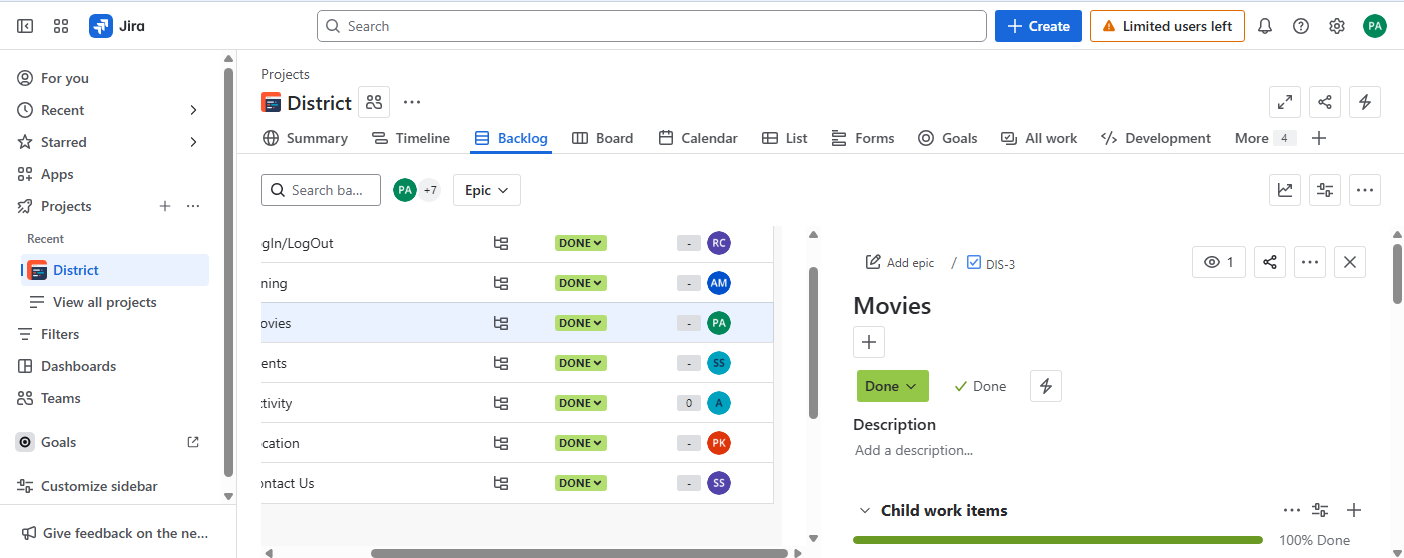 Jira
Search
Create
Limited users left
PA
For you
Recent
Starred
Apps
Projects
Recent
District
View all projects
Filters
Dashboards
Teams
Goals
Customize sidebar
Give feedback on the ne...
Projects
District
Summary
Timeline
Backlog
Board
Calendar
List
Forms
Goals
All work
Development
More 4
Search ba...
PA +7
Epic
gIn/LogOut DONE - RC
ning DONE - AM
ovies DONE - PA
ents DONE - SS
tivity DONE 0 A
cation DONE - PK
ontact Us DONE - SS
Add epic / DIS-3
1
Movies
Done
Done
Description
Add a description...
Child work items
100% Done